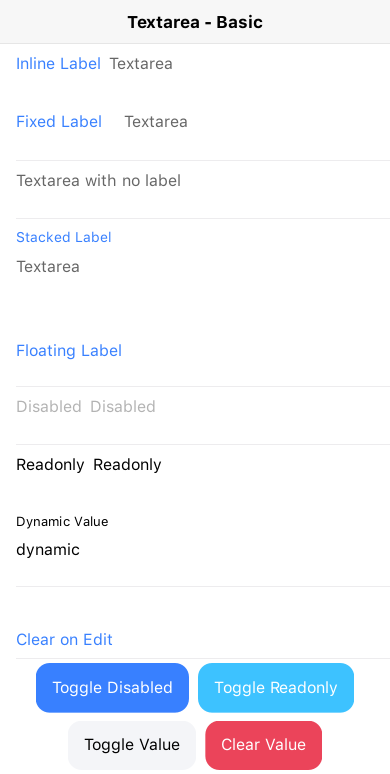 Textarea - Basic
Inline Label Textarea
Fixed Label Textarea
Textarea with no label
Stacked Label
Textarea
Floating Label
Disabled Disabled
Readonly Readonly
Dynamic Value
dynamic
Clear on Edit
Toggle Disabled Toggle Readonly
Toggle Value Clear Value